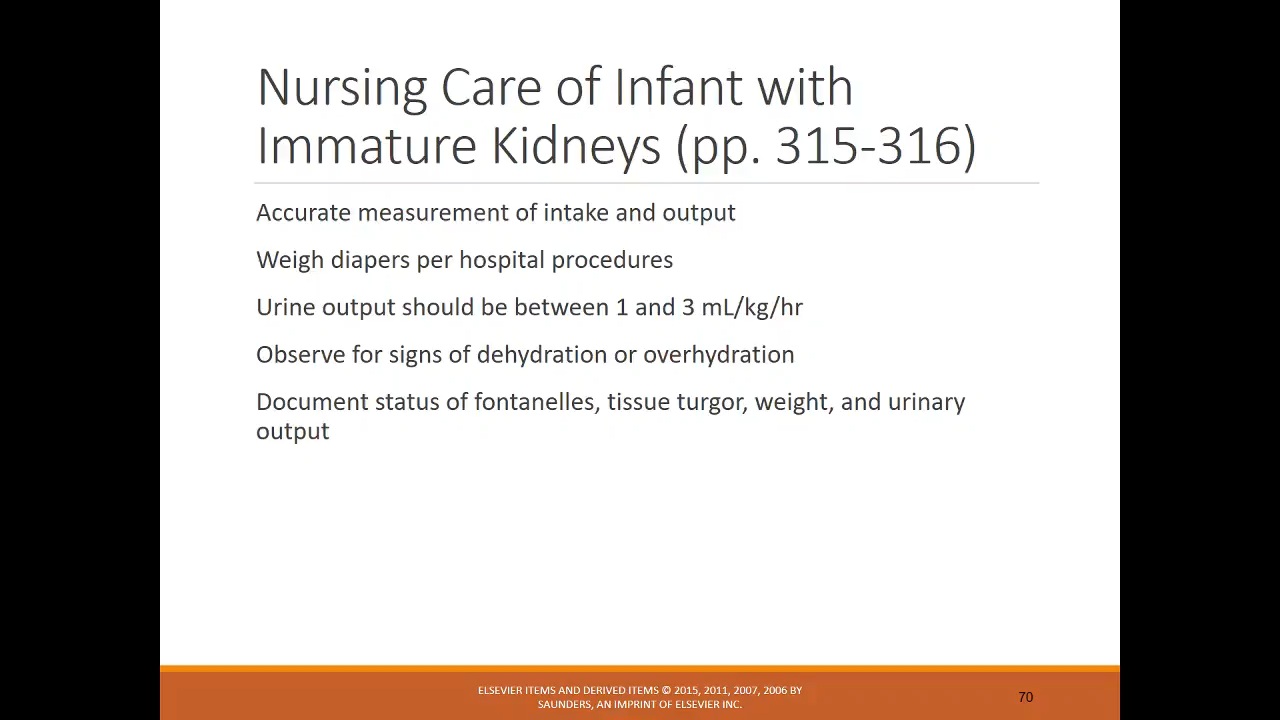 Nursing Care of Infant with
Immature Kidneys (pp. 315-316)
Accurate measurement of intake and output
Weigh diapers per hospital procedures
Urine output should be between 1 and 3 mL/kg/hr
Observe for signs of dehydration or overhydration
Document status of fontanelles, tissue turgor, weight, and urinary
output
ELSEVIER ITEMS AND DERIVED ITEMS © 2015, 2011, 2007, 2006 BY
SAUNDERS, AN IMPRINT OF ELSEVIER INC.
70